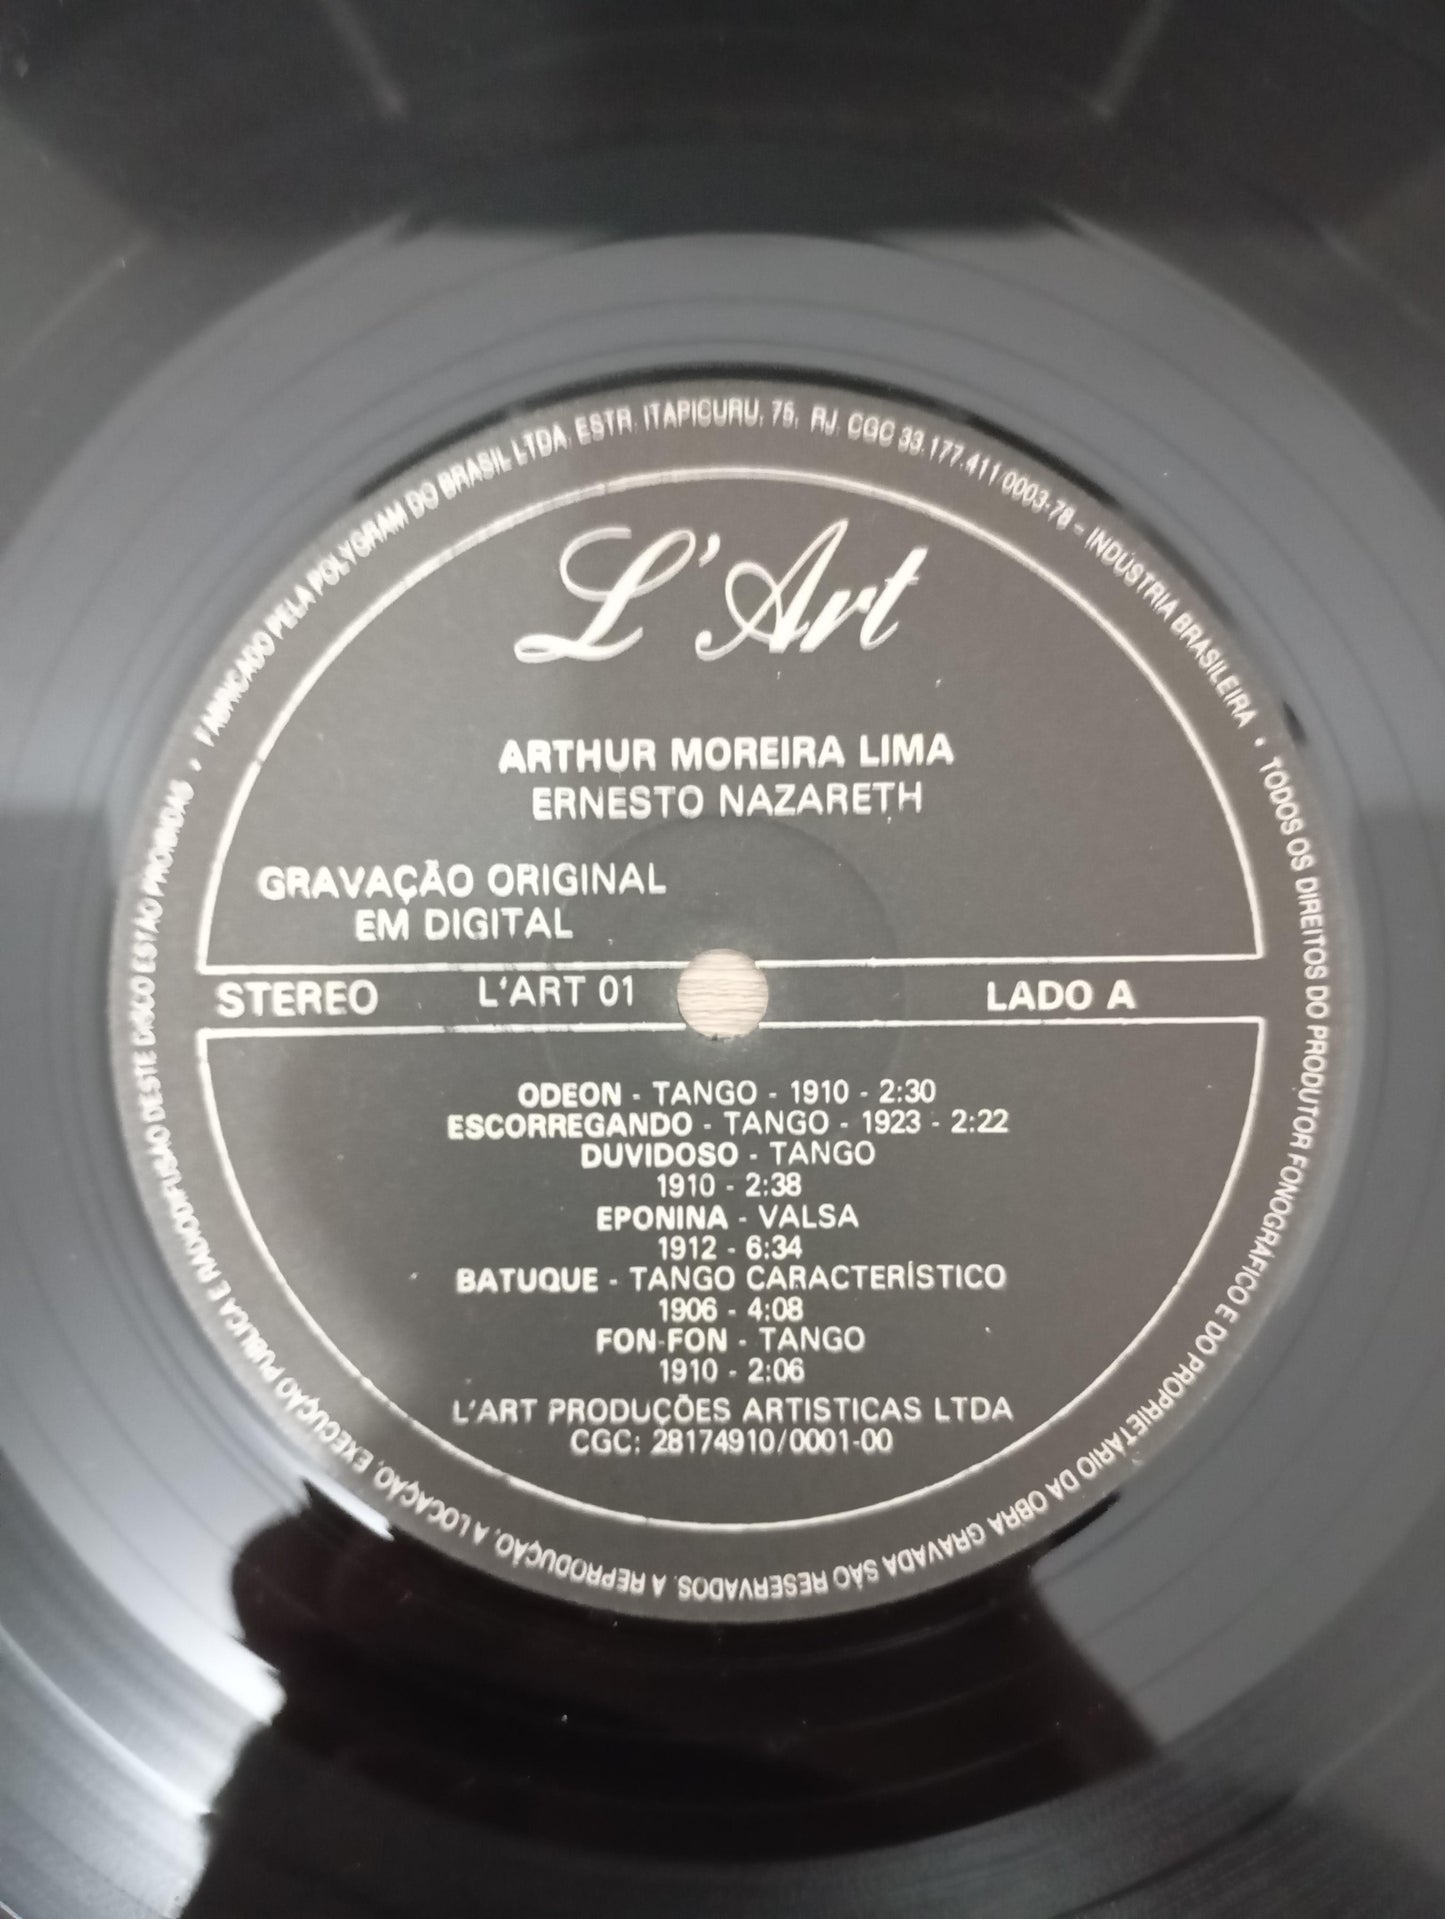 FABRICADO PELA POLYGRAM DO BRASIL LTDA, ESTR. ITAPICURU, 75, RJ. CGC 33.177.411/0003-78 - INDÚSTRIA BRASILEIRA • TODOS OS DIREITOS DO PRODUTOR FONOGRÁFICO E DO PROPRIETÁRIO DA OBRA GRAVADA SÃO RESERVADOS. A REPRODUÇÃO, A LOCAÇÃO, EXECUÇÃO PÚBLICA E RADIODIFUSÃO DESTE DISCO ESTÃO PROIBIDAS •
L'Art
ARTHUR MOREIRA LIMA
ERNESTO NAZARETH
GRAVAÇÃO ORIGINAL
EM DIGITAL
STEREO L'ART 01 LADO A
ODEON - TANGO - 1910 - 2:30
ESCORREGANDO - TANGO - 1923 - 2:22
DUVIDOSO - TANGO
1910 - 2:38
EPONINA - VALSA
1912 - 6:34
BATUQUE - TANGO CARACTERÍSTICO
1906 - 4:08
FON-FON - TANGO
1910 - 2:06
L'ART PRODUÇÕES ARTISTICAS LTDA
CGC: 28174910/0001-00